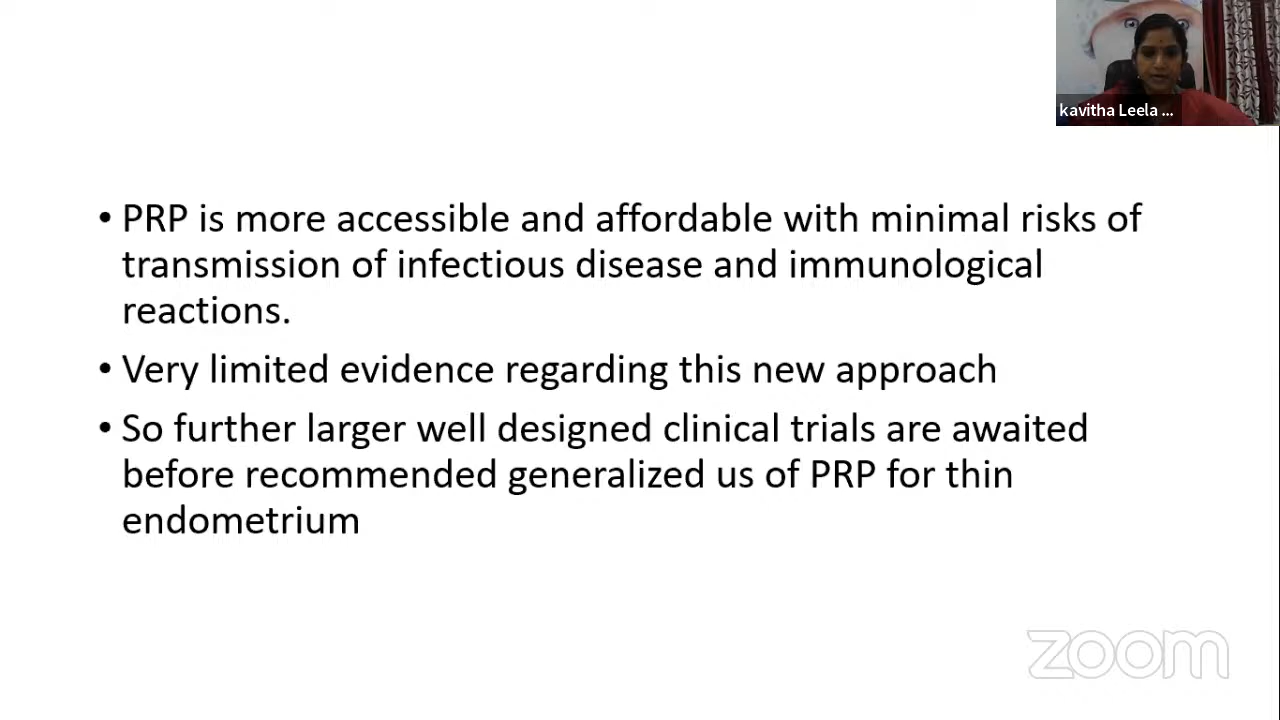 kavitha Leela ...
• PRP is more accessible and affordable with minimal risks of
transmission of infectious disease and immunological
reactions.
• Very limited evidence regarding this new approach
• So further larger well designed clinical trials are awaited
before recommended generalized us of PRP for thin
endometrium
zoom